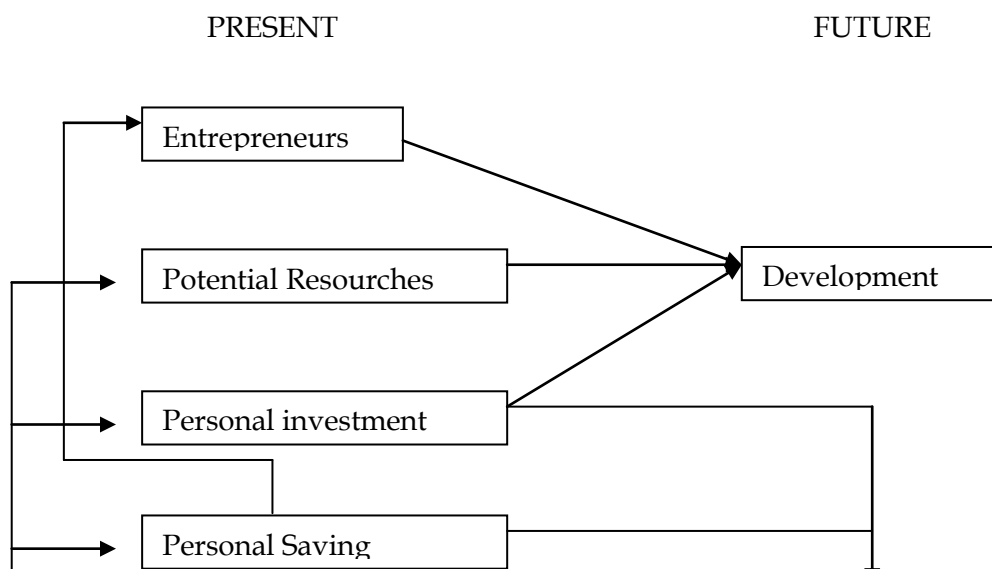 PRESENT FUTURE
Entrepreneurs
Potential Resourches
Development
Personal investment
Personal Saving